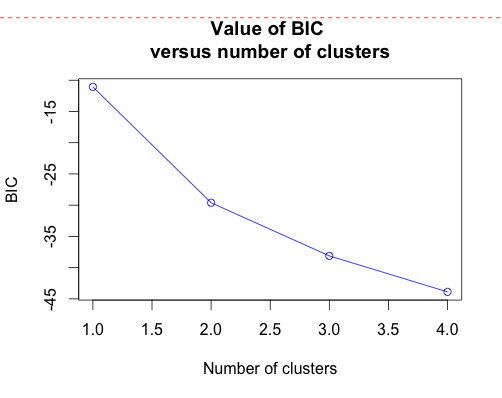 Value of BIC
versus number of clusters
-15
-25
-35
-45
BIC
1.0 1.5 2.0 2.5 3.0 3.5 4.0
Number of clusters